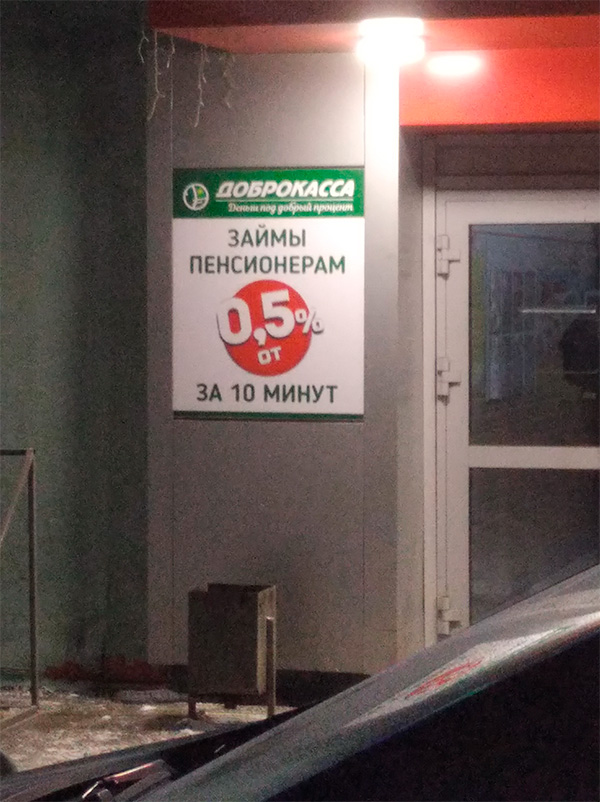 ДОБРОКАССА
Деньги под добрый процент
ЗАЙМЫ
ПЕНСИОНЕРАМ
0,5%
от
ЗА 10 МИНУТ